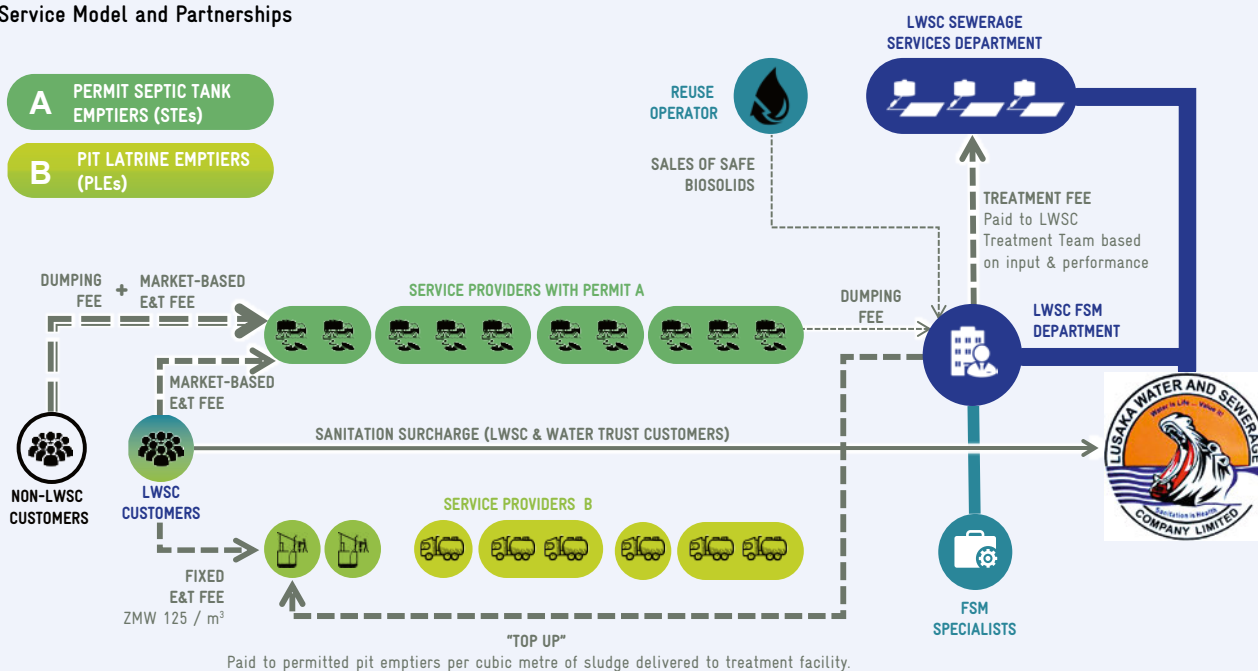 Service Model and Partnerships
A
PERMIT SEPTIC TANK
EMPTIERS (STEs)
B
PIT LATRINE EMPTIERS
(PLEs)
REUSE
OPERATOR
LWSC SEWERAGE
SERVICES DEPARTMENT
SALES OF SAFE
BIOSOLIDS
TREATMENT FEE
Paid to LWSC
Treatment Team based
on input & performance
DUMPING
FEE
+
MARKET-BASED
E&T FEE
SERVICE PROVIDERS WITH PERMIT A
DUMPING
FEE
LWSC FSM
DEPARTMENT
MARKET-BASED
E&T FEE
SANITATION SURCHARGE (LWSC & WATER TRUST CUSTOMERS)
NON-LWSC
CUSTOMERS
LWSC
CUSTOMERS
SERVICE PROVIDERS B
LUSAKA WATER AND SEWERAGE
Water is Life ... Value it!
Sanitation is Health
COMPANY LIMITED
FIXED
E&T FEE
ZMW 125 / m³
FSM
SPECIALISTS
"TOP UP"
Paid to permitted pit emptiers per cubic metre of sludge delivered to treatment facility.